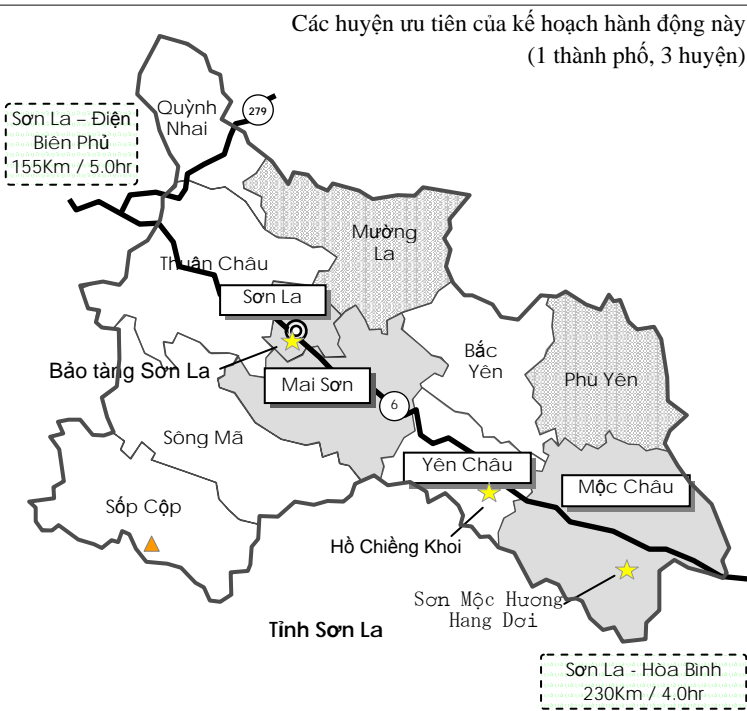 Các huyện ưu tiên của kế hoạch hành động này
(1 thành phố, 3 huyện)
Quỳnh
Nhai
279
Sơn La – Điện
Biên Phủ
155Km / 5.0hr
Mường
La
Thuận Châu
Sơn La
Bảo tàng Sơn La
Mai Sơn
Bắc
Yên
Phù Yên
6
Sông Mã
Yên Châu
Mộc Châu
Sốp Cộp
Hồ Chiềng Khoi
Sơn Mộc Hương
Hang Dơi
Tỉnh Sơn La
Sơn La - Hòa Bình
230Km / 4.0hr